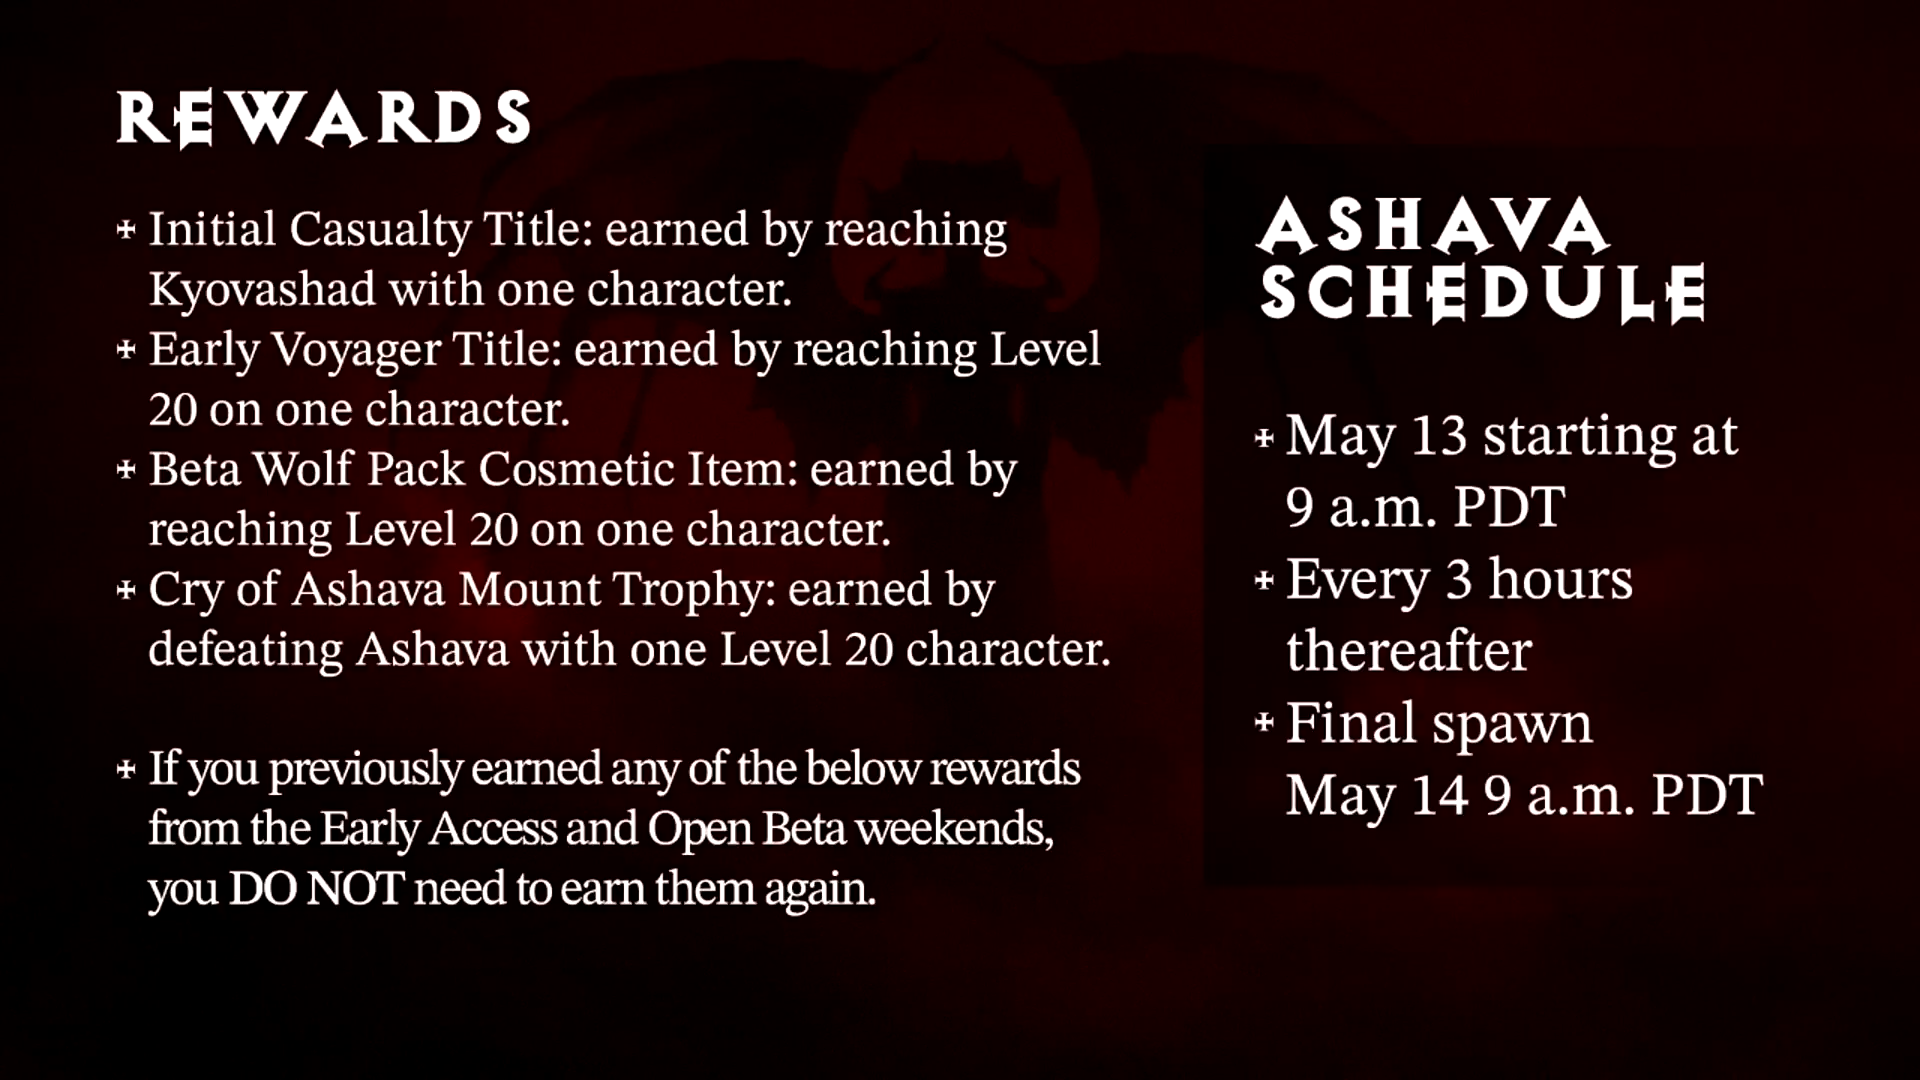 REWARDS
Initial Casualty Title: earned by reaching
Kyovashad with one character.
Early Voyager Title: earned by reaching Level
20 on one character.
Beta Wolf Pack Cosmetic Item: earned by
reaching Level 20 on one character.
Cry of Ashava Mount Trophy: earned by
defeating Ashava with one Level 20 character.
If you previously earned any of the below rewards
from the Early Access and Open Beta weekends,
you DO NOT need to earn them again.
ASHAVA
SCHEDULE
May 13 starting at
9 a.m. PDT
Every 3 hours
thereafter
Final spawn
May 14 9 a.m. PDT